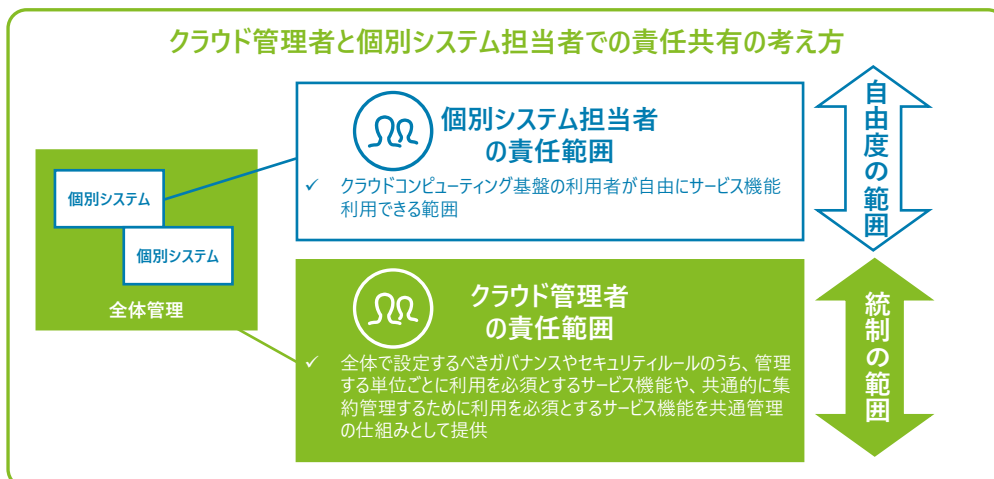 クラウド管理者と個別システム担当者での責任共有の考え方
個別システム
個別システム
全体管理
個別システム担当者
の責任範囲
✓ クラウドコンピューティング基盤の利用者が自由にサービス機能
利用できる範囲
クラウド管理者
の責任範囲
✓ 全体で設定するべきガバナンスやセキュリティルールのうち、管理
する単位ごとに利用を必須とするサービス機能や、共通的に集
約管理するために利用を必須とするサービス機能を共通管理
の仕組みとして提供
自由度の範囲
統制の範囲